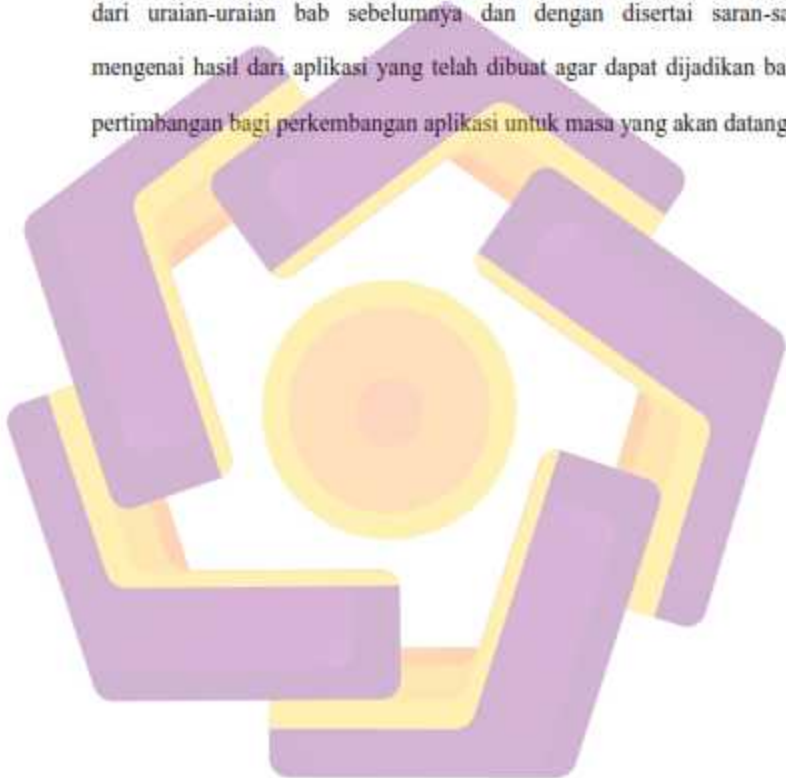 dari uraian-uraian bab sebelumnya dan dengan disertai saran-sa
mengenai hasil dari aplikasi yang telah dibuat agar dapat dijadikan ba
pertimbangan bagi perkembangan aplikasi untuk masa yang akan datang